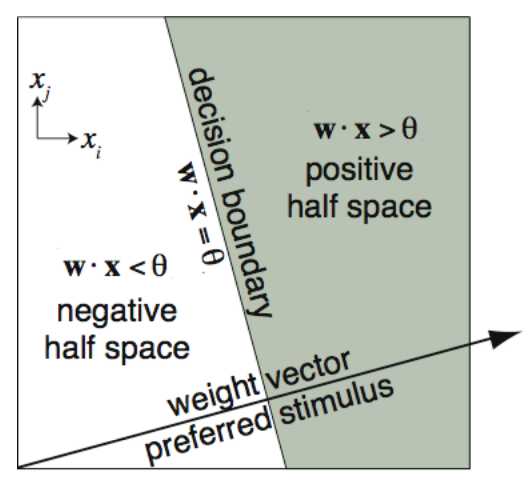 x_j
x_i
decision boundary
w · x = θ
w · x > θ
positive
half space
w · x < θ
negative
half space
weight vector
preferred stimulus